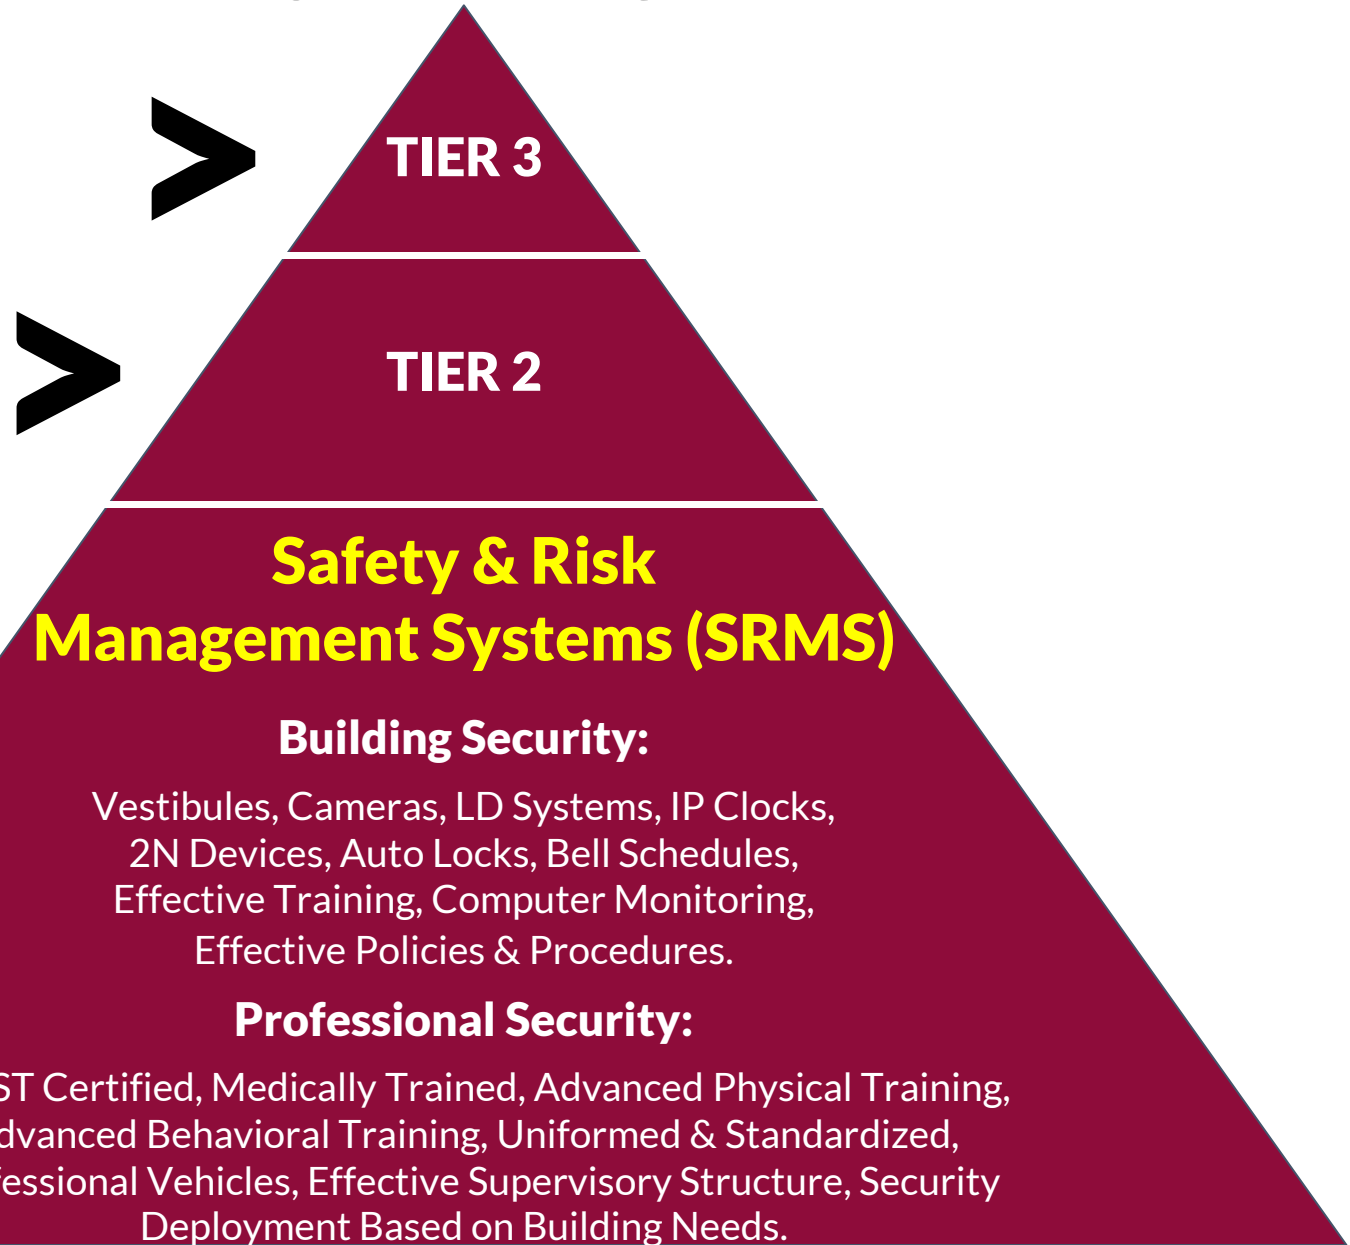 >
TIER 3
>
TIER 2
Safety & Risk
Management Systems (SRMS)
Building Security:
Vestibules, Cameras, LD Systems, IP Clocks,
2N Devices, Auto Locks, Bell Schedules,
Effective Training, Computer Monitoring,
Effective Policies & Procedures.
Professional Security:
Certified, Medically Trained, Advanced Physical Training,
Behavioral Training, Uniformed & Standardized,
Vehicles, Effective Supervisory Structure, Security
Deployment Based on Building Needs.